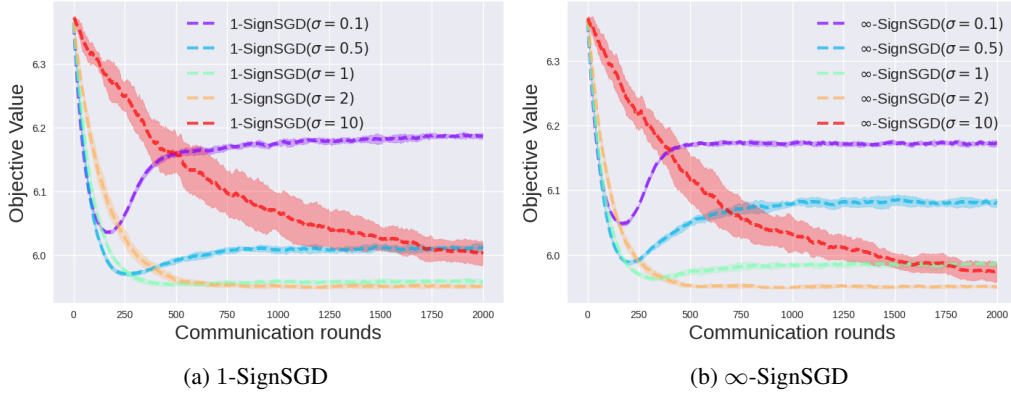 1-SignSGD(σ = 0.1)
1-SignSGD(σ = 0.5)
1-SignSGD(σ = 1)
1-SignSGD(σ = 2)
1-SignSGD(σ = 10)
Objective Value
6.3
6.2
6.1
6.0
0 250 500 750 1000 1250 1500 1750 2000
Communication rounds
(a) 1-SignSGD
∞-SignSGD(σ = 0.1)
∞-SignSGD(σ = 0.5)
∞-SignSGD(σ = 1)
∞-SignSGD(σ = 2)
∞-SignSGD(σ = 10)
Objective Value
6.3
6.2
6.1
6.0
0 250 500 750 1000 1250 1500 1750 2000
Communication rounds
(b) ∞-SignSGD